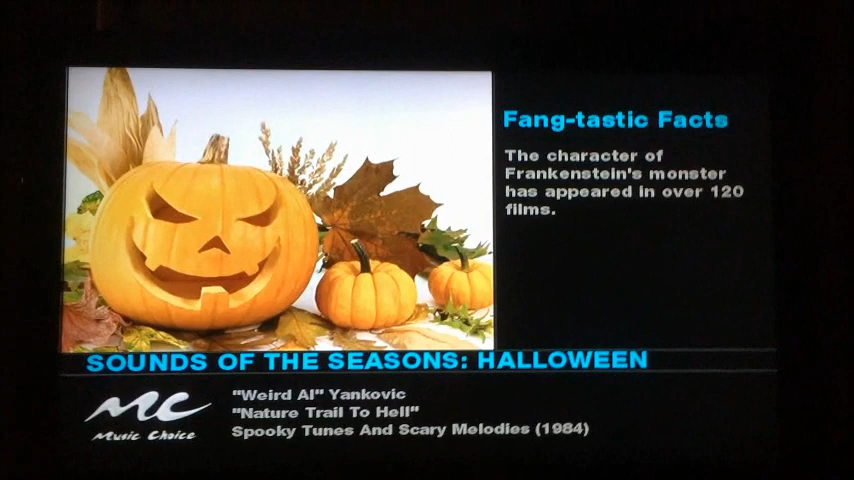 Fang-tastic Facts
The character of
Frankenstein's monster
has appeared in over 120
films.
SOUNDS OF THE SEASONS: HALLOWEEN
MC
Music Choice
"Weird Al" Yankovic
"Nature Trail To Hell"
Spooky Tunes And Scary Melodies (1984)